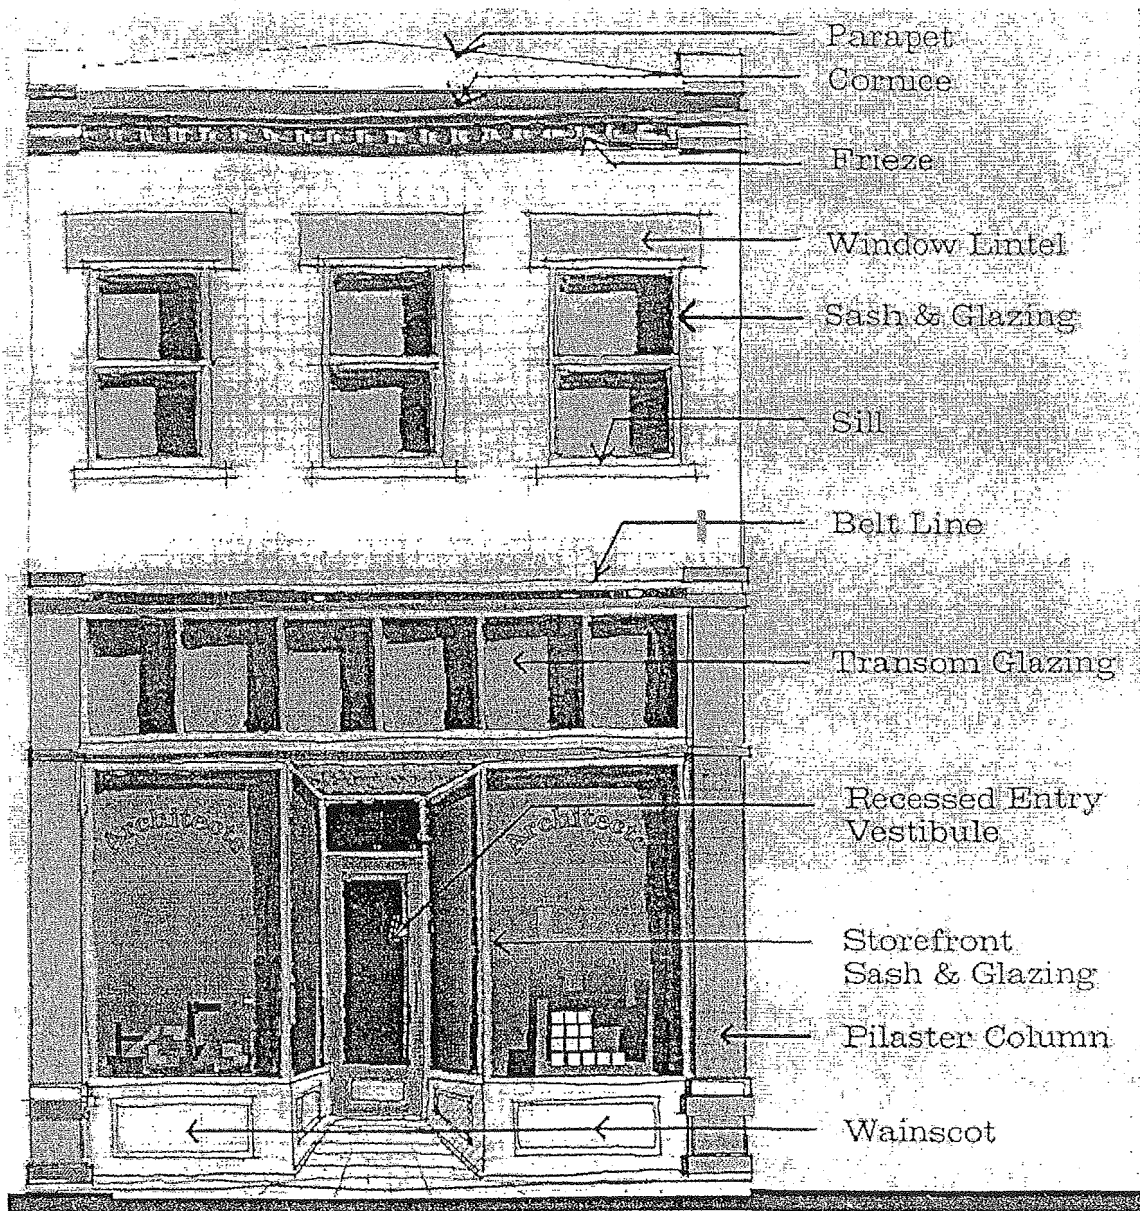 Parapet
Cornice
Frieze
Window Lintel
Sash & Glazing
Sill
Belt Line
Transom Glazing
Recessed Entry
Vestibule
Architects
Architects
Storefront
Sash & Glazing
Pilaster Column
Wainscot